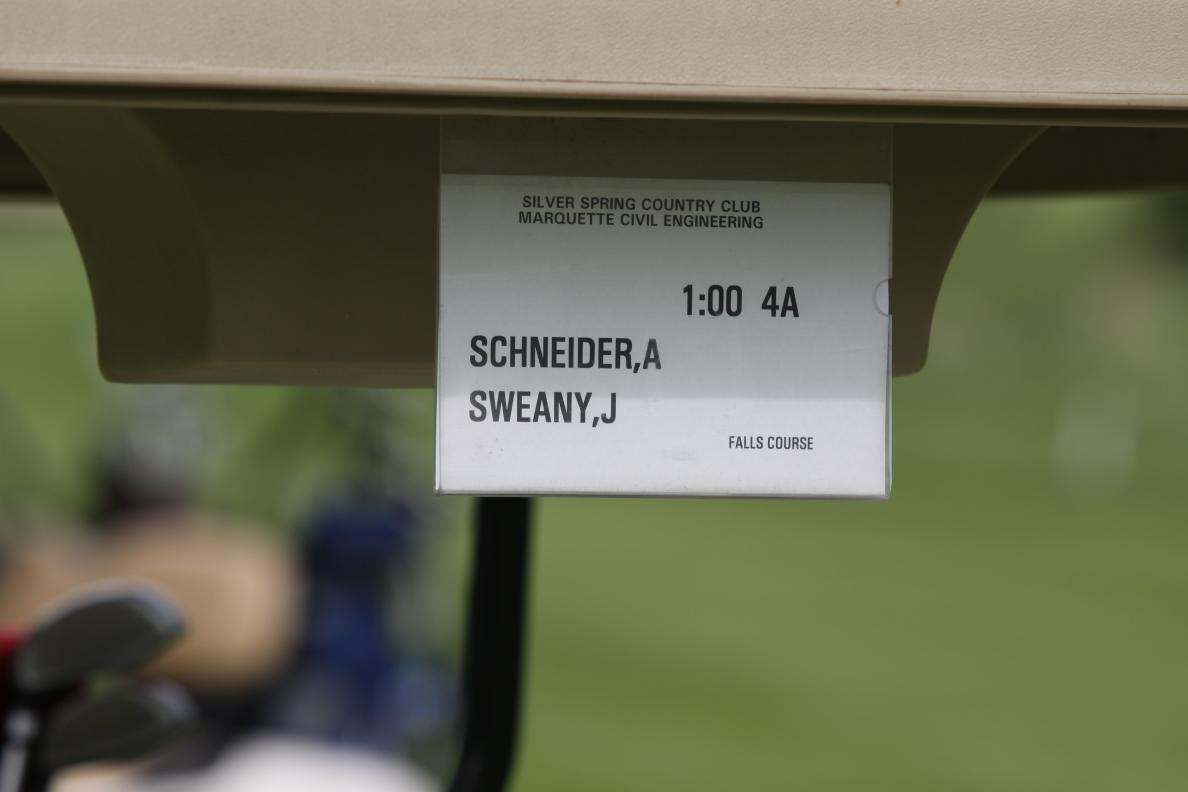 SILVER SPRING COUNTRY CLUB
MARQUETTE CIVIL ENGINEERING
1:00 4A
SCHNEIDER,A
SWEANY,J
FALLS COURSE